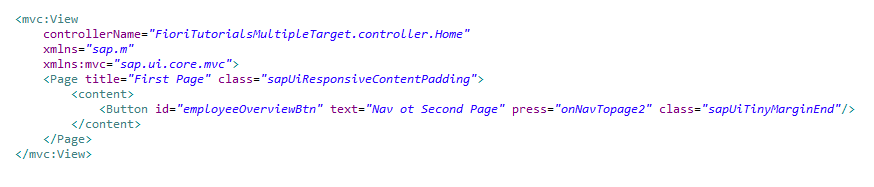 <mvc:View
controllerName="FioriTutorialsMultipleTarget.controller.Home"
xmlns="sap.m"
xmlns:mvc="sap.ui.core.mvc">
<Page title="First Page" class="sapUiResponsiveContentPadding">
<content>
<Button id="employeeOverviewBtn" text="Nav ot Second Page" press="onNavTopage2" class="sapUiTinyMarginEnd"/>
</content>
</Page>
</mvc:View>